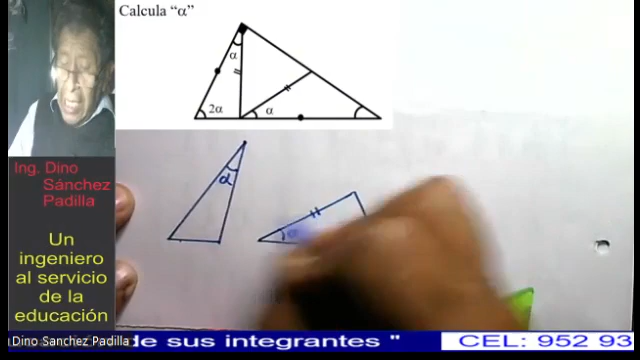 Calcula “α”
α
2α
α
Ing. Dino
Sánchez
Padilla
α
Un
ingeniero
al servicio
de la
educación
Dino Sanchez Padilla
de sus integrantes "
CEL: 952 93